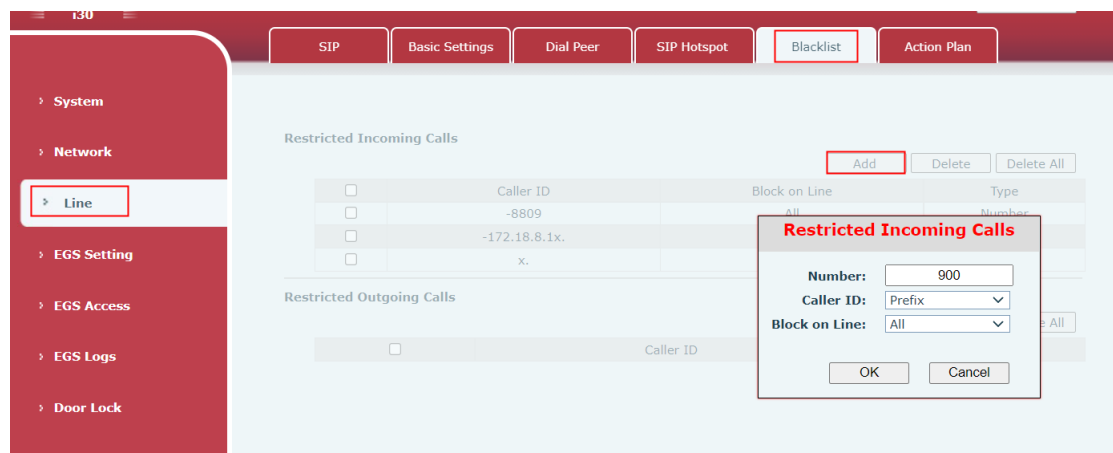 i30
SIP
Basic Settings
Dial Peer
SIP Hotspot
Blacklist
Action Plan
System
Network
Line
EGS Setting
EGS Access
EGS Logs
Door Lock
Restricted Incoming Calls
Add Delete Delete All
Caller ID Block on Line Type
-8809 All Number
-172.18.8.1x.
x.
Restricted Outgoing Calls
e All
Caller ID
Restricted Incoming Calls
Number: 900
Caller ID: Prefix
Block on Line: All
OK Cancel